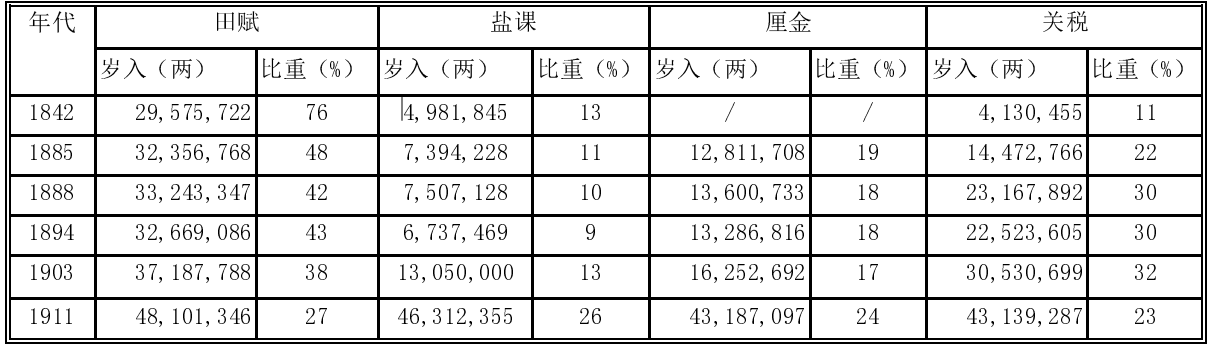 年代 田赋 盐课 厘金 关税
岁入（两） 比重（%） 岁入（两） 比重（%） 岁入（两） 比重（%） 岁入（两） 比重（%）
1842 29,575,722 76 4,981,845 13 / / 4,130,455 11
1885 32,356,768 48 7,394,228 11 12,811,708 19 14,472,766 22
1888 33,243,347 42 7,507,128 10 13,600,733 18 23,167,892 30
1894 32,669,086 43 6,737,469 9 13,286,816 18 22,523,605 30
1903 37,187,788 38 13,050,000 13 16,252,692 17 30,530,699 32
1911 48,101,346 27 46,312,355 26 43,187,097 24 43,139,287 23